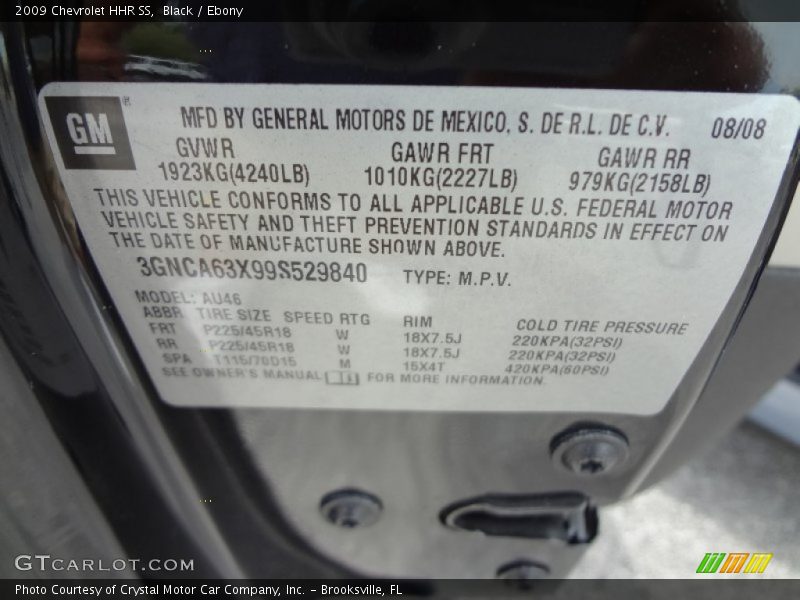 2009 Chevrolet HHR SS, Black / Ebony
GM
MFD BY GENERAL MOTORS DE MEXICO, S. DE R.L. DE C.V. 08/08
GVWR GAWR FRT GAWR RR
1923KG(4240LB) 1010KG(2227LB) 979KG(2158LB)
THIS VEHICLE CONFORMS TO ALL APPLICABLE U.S. FEDERAL MOTOR
VEHICLE SAFETY AND THEFT PREVENTION STANDARDS IN EFFECT ON
THE DATE OF MANUFACTURE SHOWN ABOVE.
3GNCA63X99S529840 TYPE: M.P.V.
MODEL: AU46
ABBR TIRE SIZE SPEED RTG RIM COLD TIRE PRESSURE
FRT P225/45R18 W 18X7.5J 220KPA(32PSI)
RR P225/45R18 W 18X7.5J 220KPA(32PSI)
SPA T115/70D15 M 15X4T 420KPA(60PSI)
SEE OWNER'S MANUAL FOR MORE INFORMATION.
GTCARLOT.COM
Photo Courtesy of Crystal Motor Car Company, Inc. – Brooksville, FL